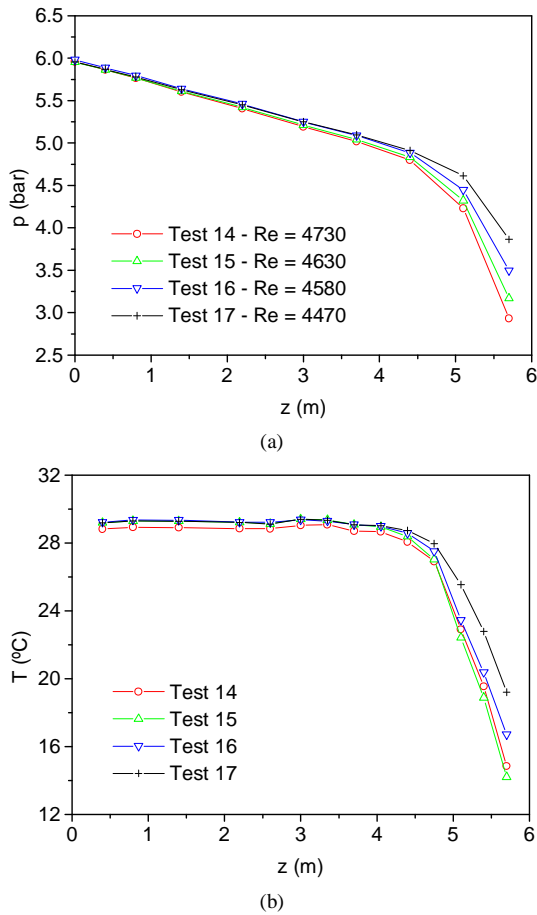 6.5
6.0
5.5
5.0
4.5
4.0
3.5
3.0
2.5
p (bar)
Test 14 - Re = 4730
Test 15 - Re = 4630
Test 16 - Re = 4580
Test 17 - Re = 4470
0 1 2 3 4 5 6
z (m)
(a)
32
28
24
20
16
12
T (ºC)
Test 14
Test 15
Test 16
Test 17
0 1 2 3 4 5 6
z (m)
(b)